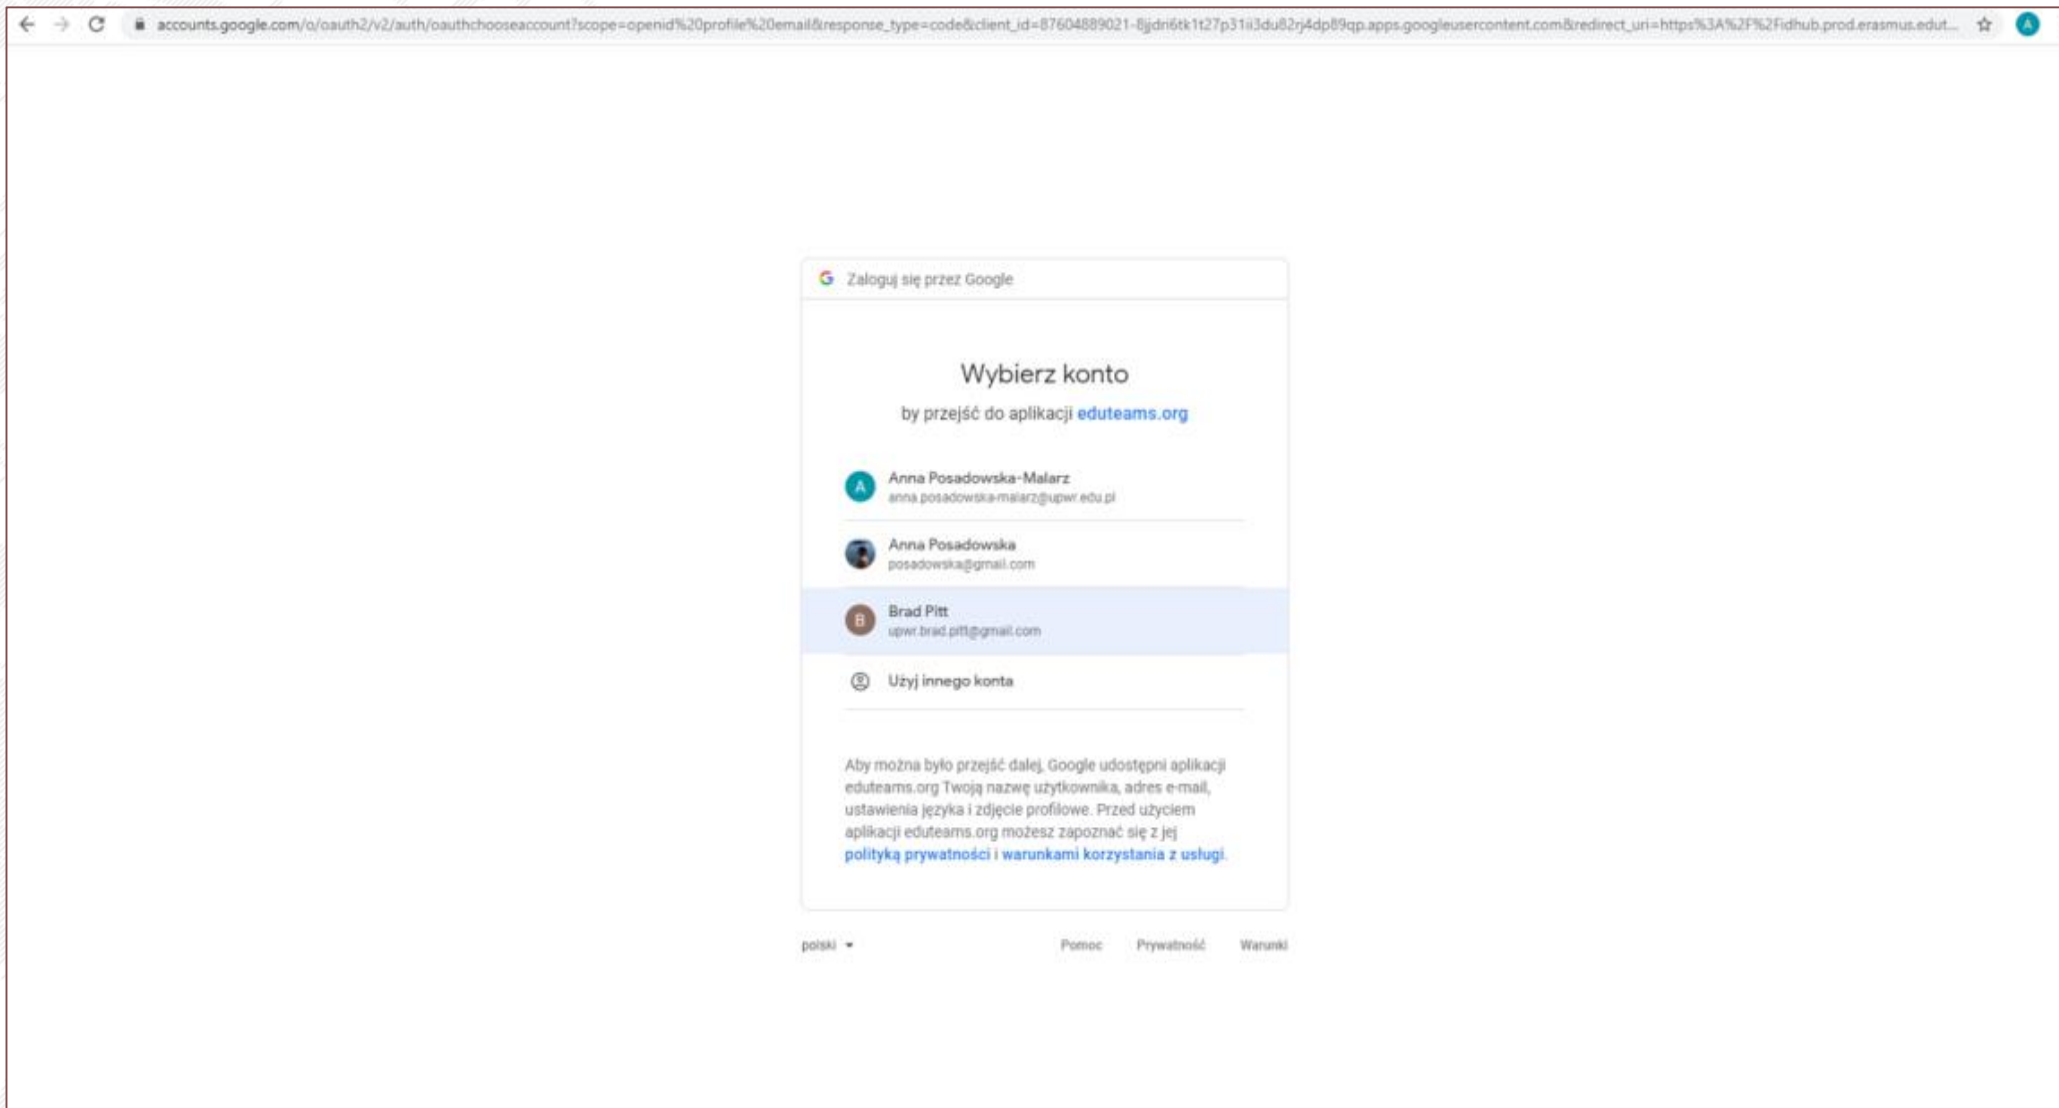 accounts.google.com/o/oauth2/v2/auth/oauthchooseaccount?scope=openid%20profile%20email&response_type=code&client_id=87604889021-8jjdri6tk1t27p31ii3du82rj4dp89qp.apps.googleusercontent.com&redirect_uri=https%3A%2F%2Fidhub.prod.erasmus.edut...
A
Zaloguj się przez Google
Wybierz konto
by przejść do aplikacji eduteams.org
A
Anna Posadowska-Malarz
anna.posadowska-malarz@upwr.edu.pl
Anna Posadowska
posadowska@gmail.com
B
Brad Pitt
upwr.brad.pitt@gmail.com
Użyj innego konta
Aby można było przejść dalej, Google udostępni aplikacji
eduteams.org Twoją nazwę użytkownika, adres e-mail,
ustawienia języka i zdjęcie profilowe. Przed użyciem
aplikacji eduteams.org możesz zapoznać się z jej
polityką prywatności i warunkami korzystania z usługi.
polski Pomoc Prywatność Warunki